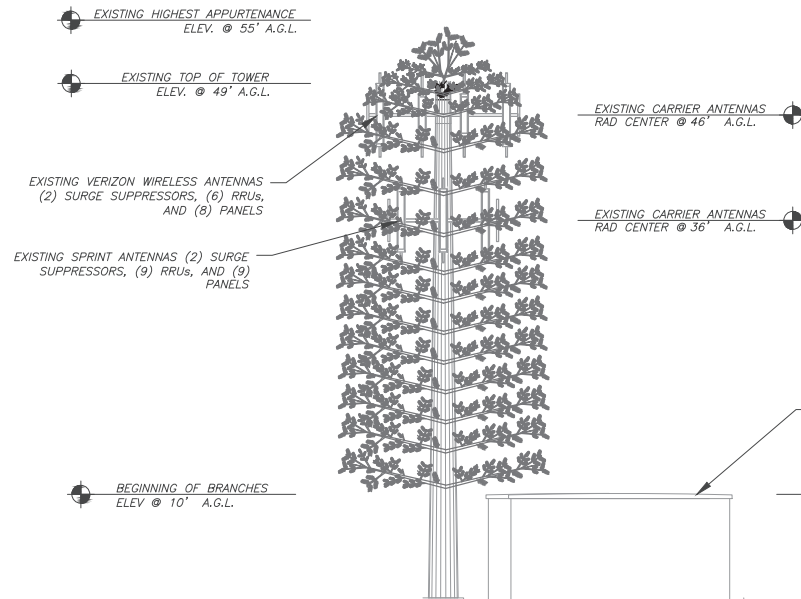 EXISTING HIGHEST APPURTENANCE
ELEV. @ 55' A.G.L.
EXISTING TOP OF TOWER
ELEV. @ 49' A.G.L.
EXISTING CARRIER ANTENNAS
RAD CENTER @ 46' A.G.L.
EXISTING VERIZON WIRELESS ANTENNAS
(2) SURGE SUPPRESSORS, (6) RRUs,
AND (8) PANELS
EXISTING CARRIER ANTENNAS
RAD CENTER @ 36' A.G.L.
EXISTING SPRINT ANTENNAS (2) SURGE
SUPPRESSORS, (9) RRUs, AND (9)
PANELS
BEGINNING OF BRANCHES
ELEV @ 10' A.G.L.